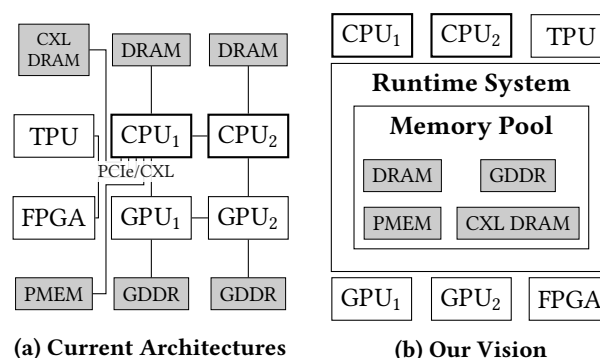 CXL
DRAM
DRAM
DRAM
TPU
CPU₁
CPU₂
PCIe/CXL
FPGA
GPU₁
GPU₂
PMEM
GDDR
GDDR
(a) Current Architectures
CPU₁
CPU₂
TPU
Runtime System
Memory Pool
DRAM
GDDR
PMEM
CXL DRAM
GPU₁
GPU₂
FPGA
(b) Our Vision